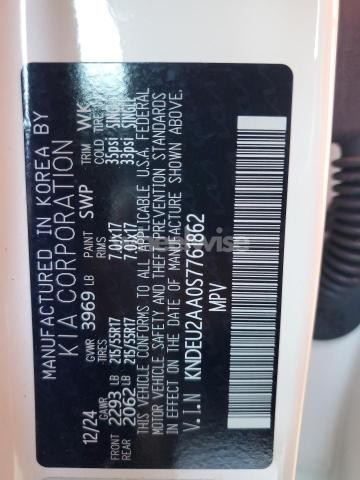 MANUFACTURED IN KOREA BY
KIA CORPORATION
12/24 GVWR 3969 LB PAINT SWP TRIM WK
GAWR TIRES RIMS COLD TIRE
FRONT 2293 LB 215/55R17 7.0JX17 35psi
REAR 2062 LB 215/55R17 7.0JX17 33psi
THIS VEHICLE CONFORMS TO ALL APPLICABLE U.S.A. FEDERAL
MOTOR VEHICLE SAFETY AND THEFT PREVENTION STANDARDS
IN EFFECT ON THE DATE OF MANUFACTURE SHOWN ABOVE.
V.I.N KNDEU2AA0S7761862
MPV